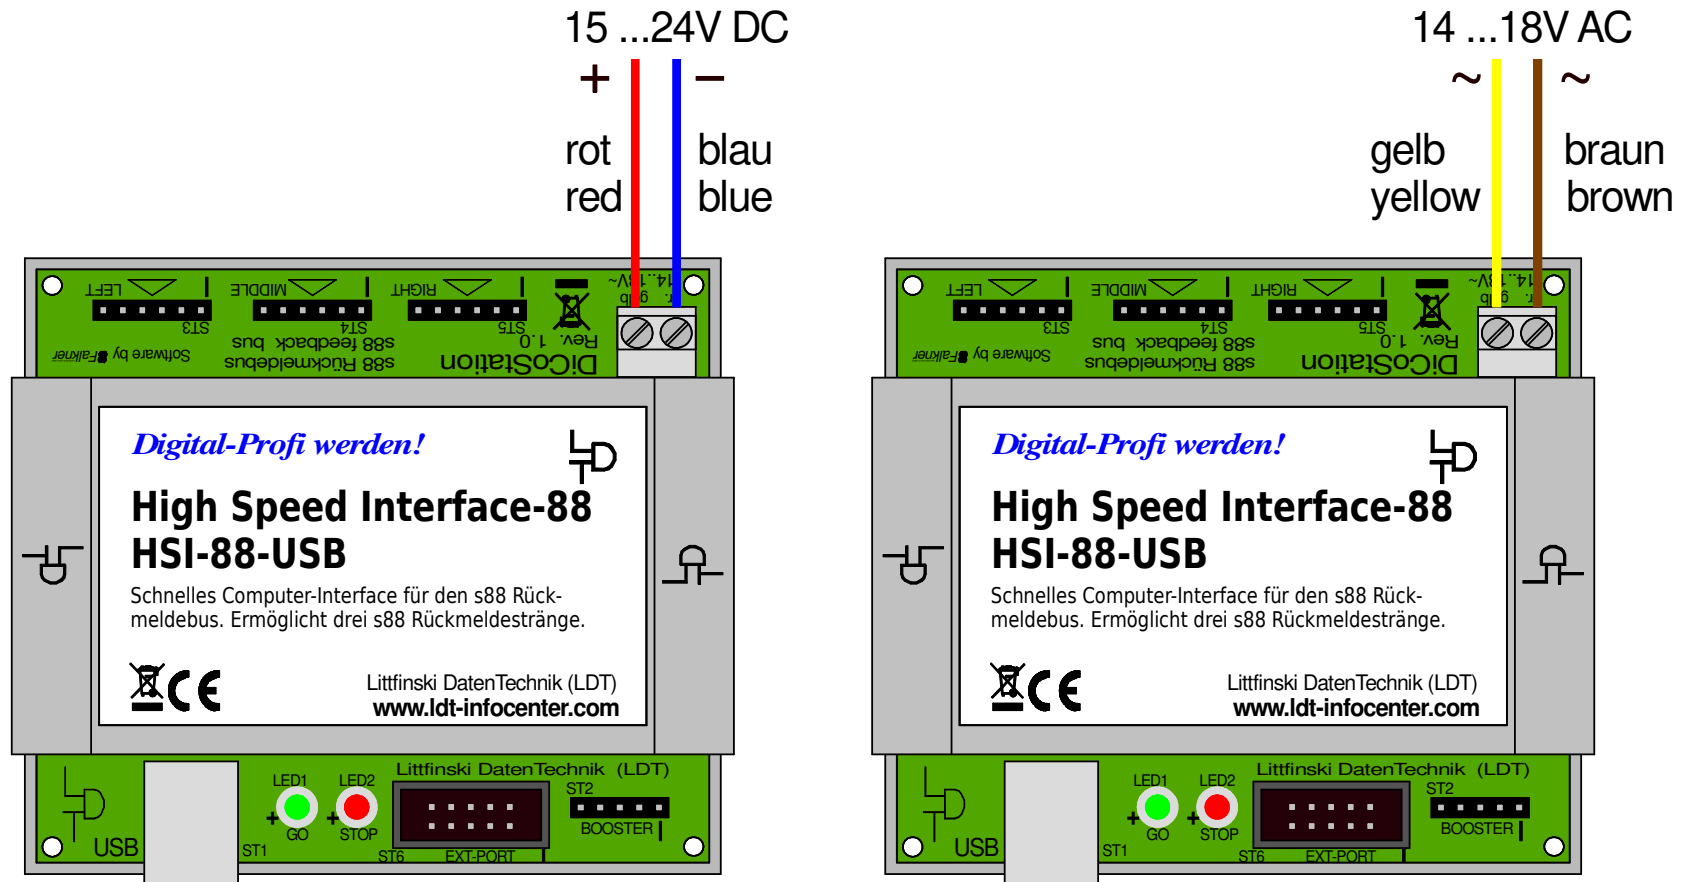 15 ...24V DC
+ −
rot blau
red blue
LEFT
MIDDLE
RIGHT
ST3
ST4
ST5
Software by Falkner
s88 Rückmeldebus
s88 feedback bus
DiCoStation
Rev. 1.0
Digital-Profi werden!
High Speed Interface-88
HSI-88-USB
Schnelles Computer-Interface für den s88 Rück-
meldebus. Ermöglicht drei s88 Rückmeldestränge.
CE
Littfinski DatenTechnik (LDT)
www.ldt-infocenter.com
Littfinski DatenTechnik (LDT)
LED1 LED2
ST2
+ +
GO STOP
BOOSTER
USB
ST1
ST6
EXT-PORT
14 ...18V AC
~ ~
gelb braun
yellow brown
LEFT
MIDDLE
RIGHT
ST3
ST4
ST5
Software by Falkner
s88 Rückmeldebus
s88 feedback bus
DiCoStation
Rev. 1.0
Digital-Profi werden!
High Speed Interface-88
HSI-88-USB
Schnelles Computer-Interface für den s88 Rück-
meldebus. Ermöglicht drei s88 Rückmeldestränge.
CE
Littfinski DatenTechnik (LDT)
www.ldt-infocenter.com
Littfinski DatenTechnik (LDT)
LED1 LED2
ST2
+ +
GO STOP
BOOSTER
USB
ST1
ST6
EXT-PORT